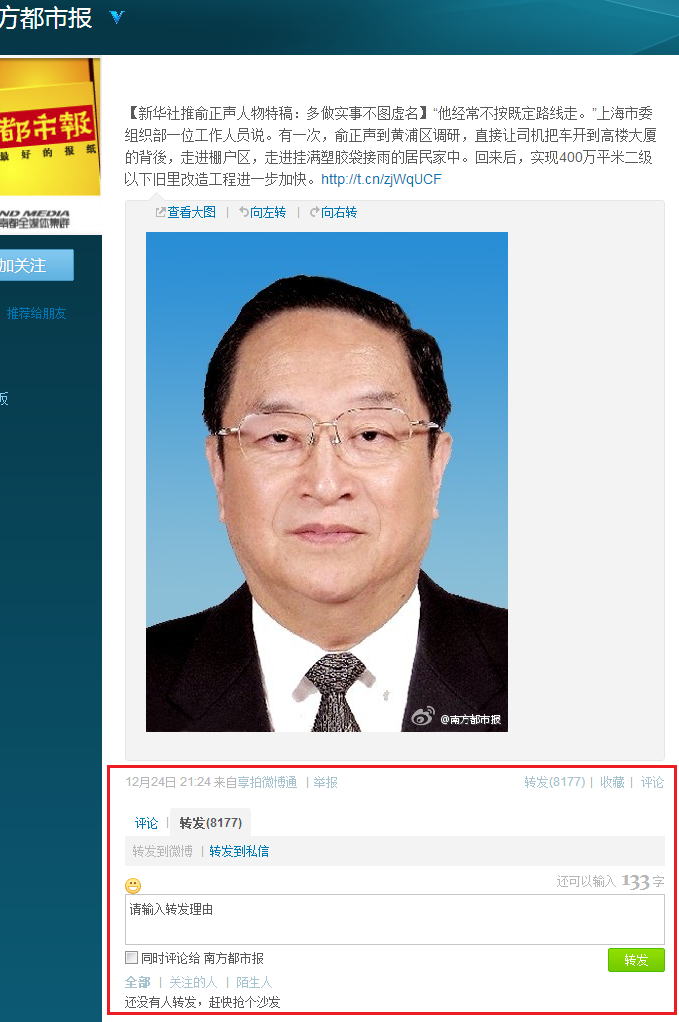 方都市报
都市報
最好的报纸
ND MEDIA
南都全媒体集群
加关注
推荐给朋友
版
【新华社推俞正声人物特稿：多做实事不图虚名】“他经常不按既定路线走。”上海市委
组织部一位工作人员说。有一次，俞正声到黄浦区调研，直接让司机把车开到高楼大厦
的背後，走进棚户区，走进挂满塑胶袋接雨的居民家中。回来后，实现400万平米二级
以下旧里改造工程进一步加快。http://t.cn/zjWqUCF
查看大图 | 向左转 | 向右转
@南方都市报
12月24日 21:24 来自享拍微博通 | 举报 转发(8177) | 收藏 | 评论
评论 | 转发(8177)
转发到微博 | 转发到私信
还可以输入 133 字
请输入转发理由
同时评论给 南方都市报
转发
全部 | 关注的人 | 陌生人
还没有人转发，赶快抢个沙发